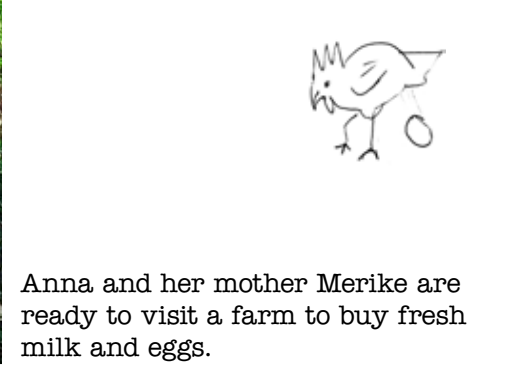 Anna and her mother Merike are
ready to visit a farm to buy fresh
milk and eggs.